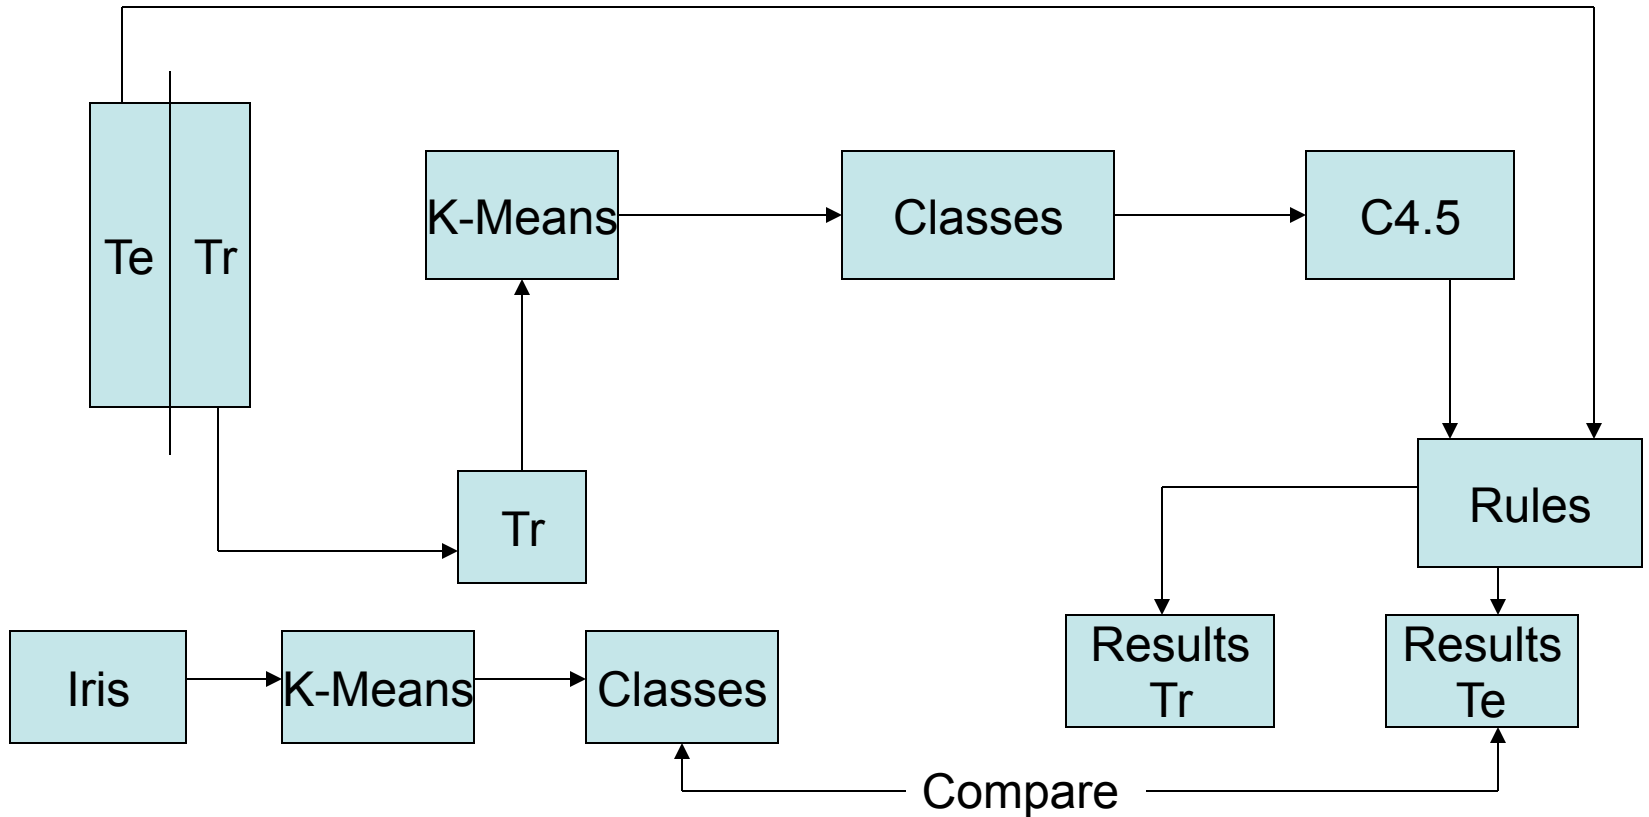 Te
Tr
K-Means
Classes
C4.5
Tr
Rules
Iris
K-Means
Classes
Results
Tr
Results
Te
Compare